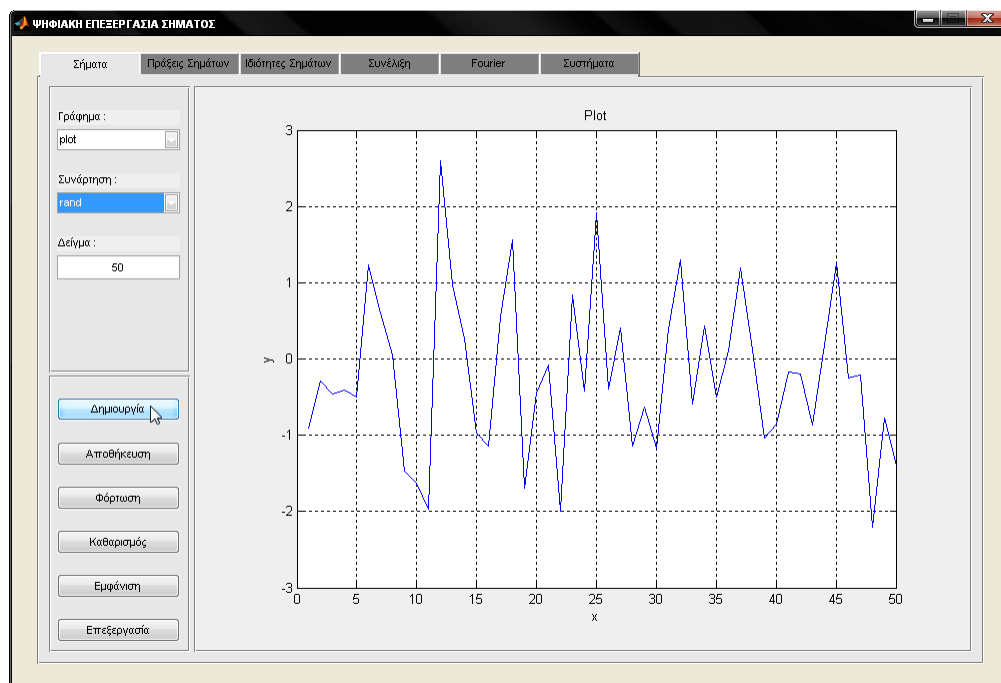 ΨΗΦΙΑΚΗ ΕΠΕΞΕΡΓΑΣΙΑ ΣΗΜΑΤΟΣ
Σήματα Πράξεις Σημάτων Ιδιότητες Σημάτων Συνέλιξη Fourier Συστήματα
Γράφημα :
plot
Συνάρτηση :
rand
Δείγμα :
50
Δημιουργία
Αποθήκευση
Φόρτωση
Καθαρισμός
Εμφάνιση
Επεξεργασία
Plot
3
2
1
0
-1
-2
-3
y
0 5 10 15 20 25 30 35 40 45 50
x